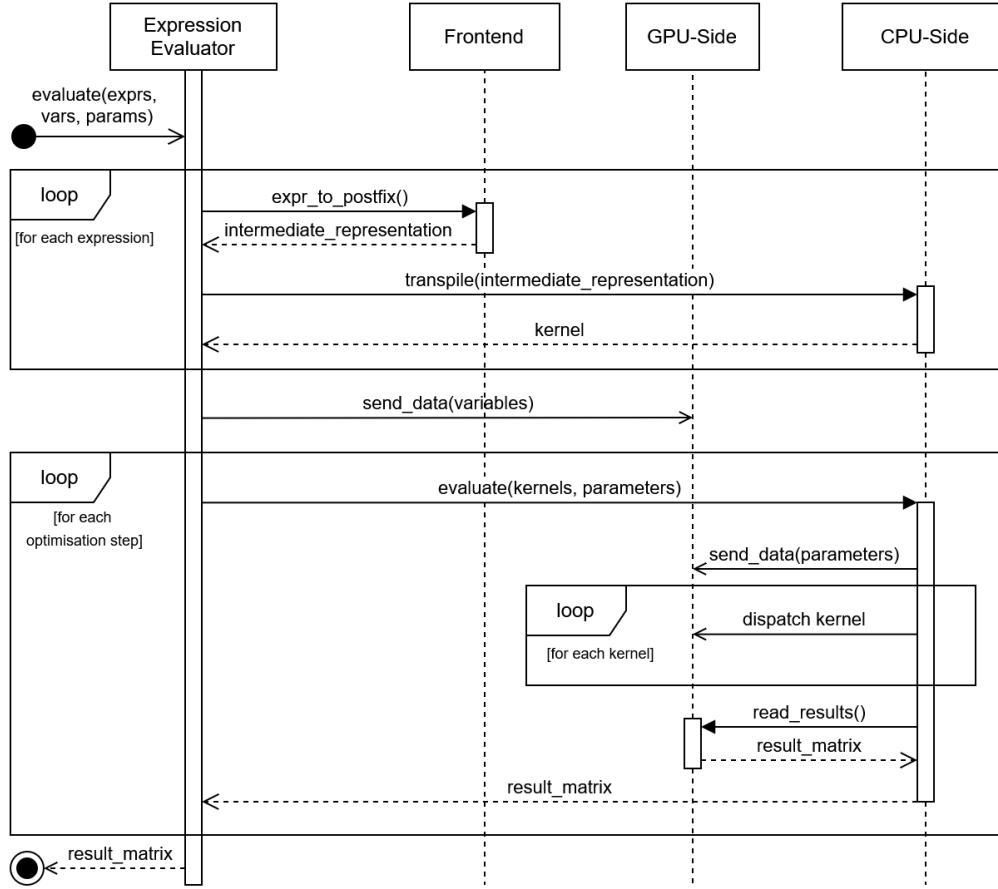 Expression
Evaluator
Frontend
GPU-Side
CPU-Side
evaluate(exprs,
vars, params)
loop
[for each expression]
expr_to_postfix()
intermediate_representation
transpile(intermediate_representation)
kernel
send_data(variables)
loop
[for each
optimisation step]
evaluate(kernels, parameters)
send_data(parameters)
loop
[for each kernel]
dispatch kernel
read_results()
result_matrix
result_matrix
result_matrix